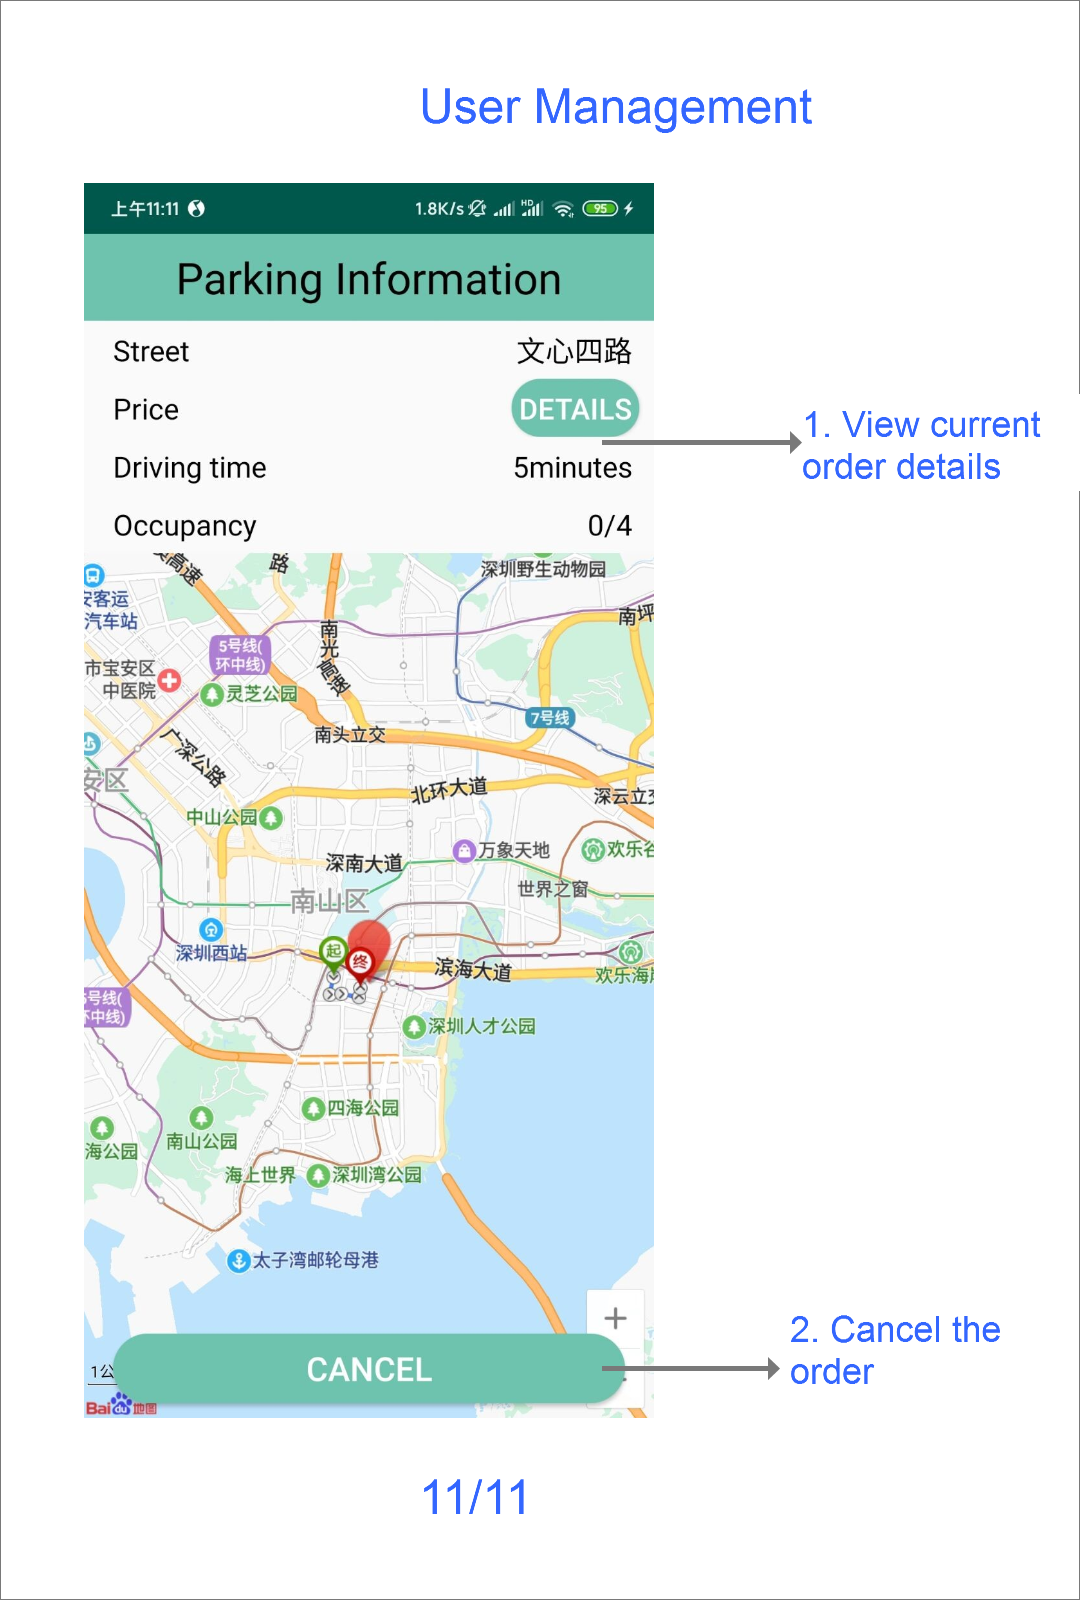 User Management
上午11:11
1.8K/s HD 95
Parking Information
Street 文心四路
Price DETAILS
1. View current
order details
Driving time 5minutes
Occupancy 0/4
高速
路
深圳野生动物园
安客运
汽车站
南坪
南光高速
5号线(
环中线)
市宝安区
中医院
灵芝公园
7号线
南头立交
广深公路
安区
北环大道
深云立交
中山公园
万象天地
欢乐谷
深南大道
世界之窗
南山区
深圳西站
起
终
滨海大道
欢乐海
5号线(
环中线)
深圳人才公园
四海公园
南山公园
海公园
海上世界
深圳湾公园
太子湾邮轮母港
+
2. Cancel the
order
1公
CANCEL
Bai du 地图
11/11